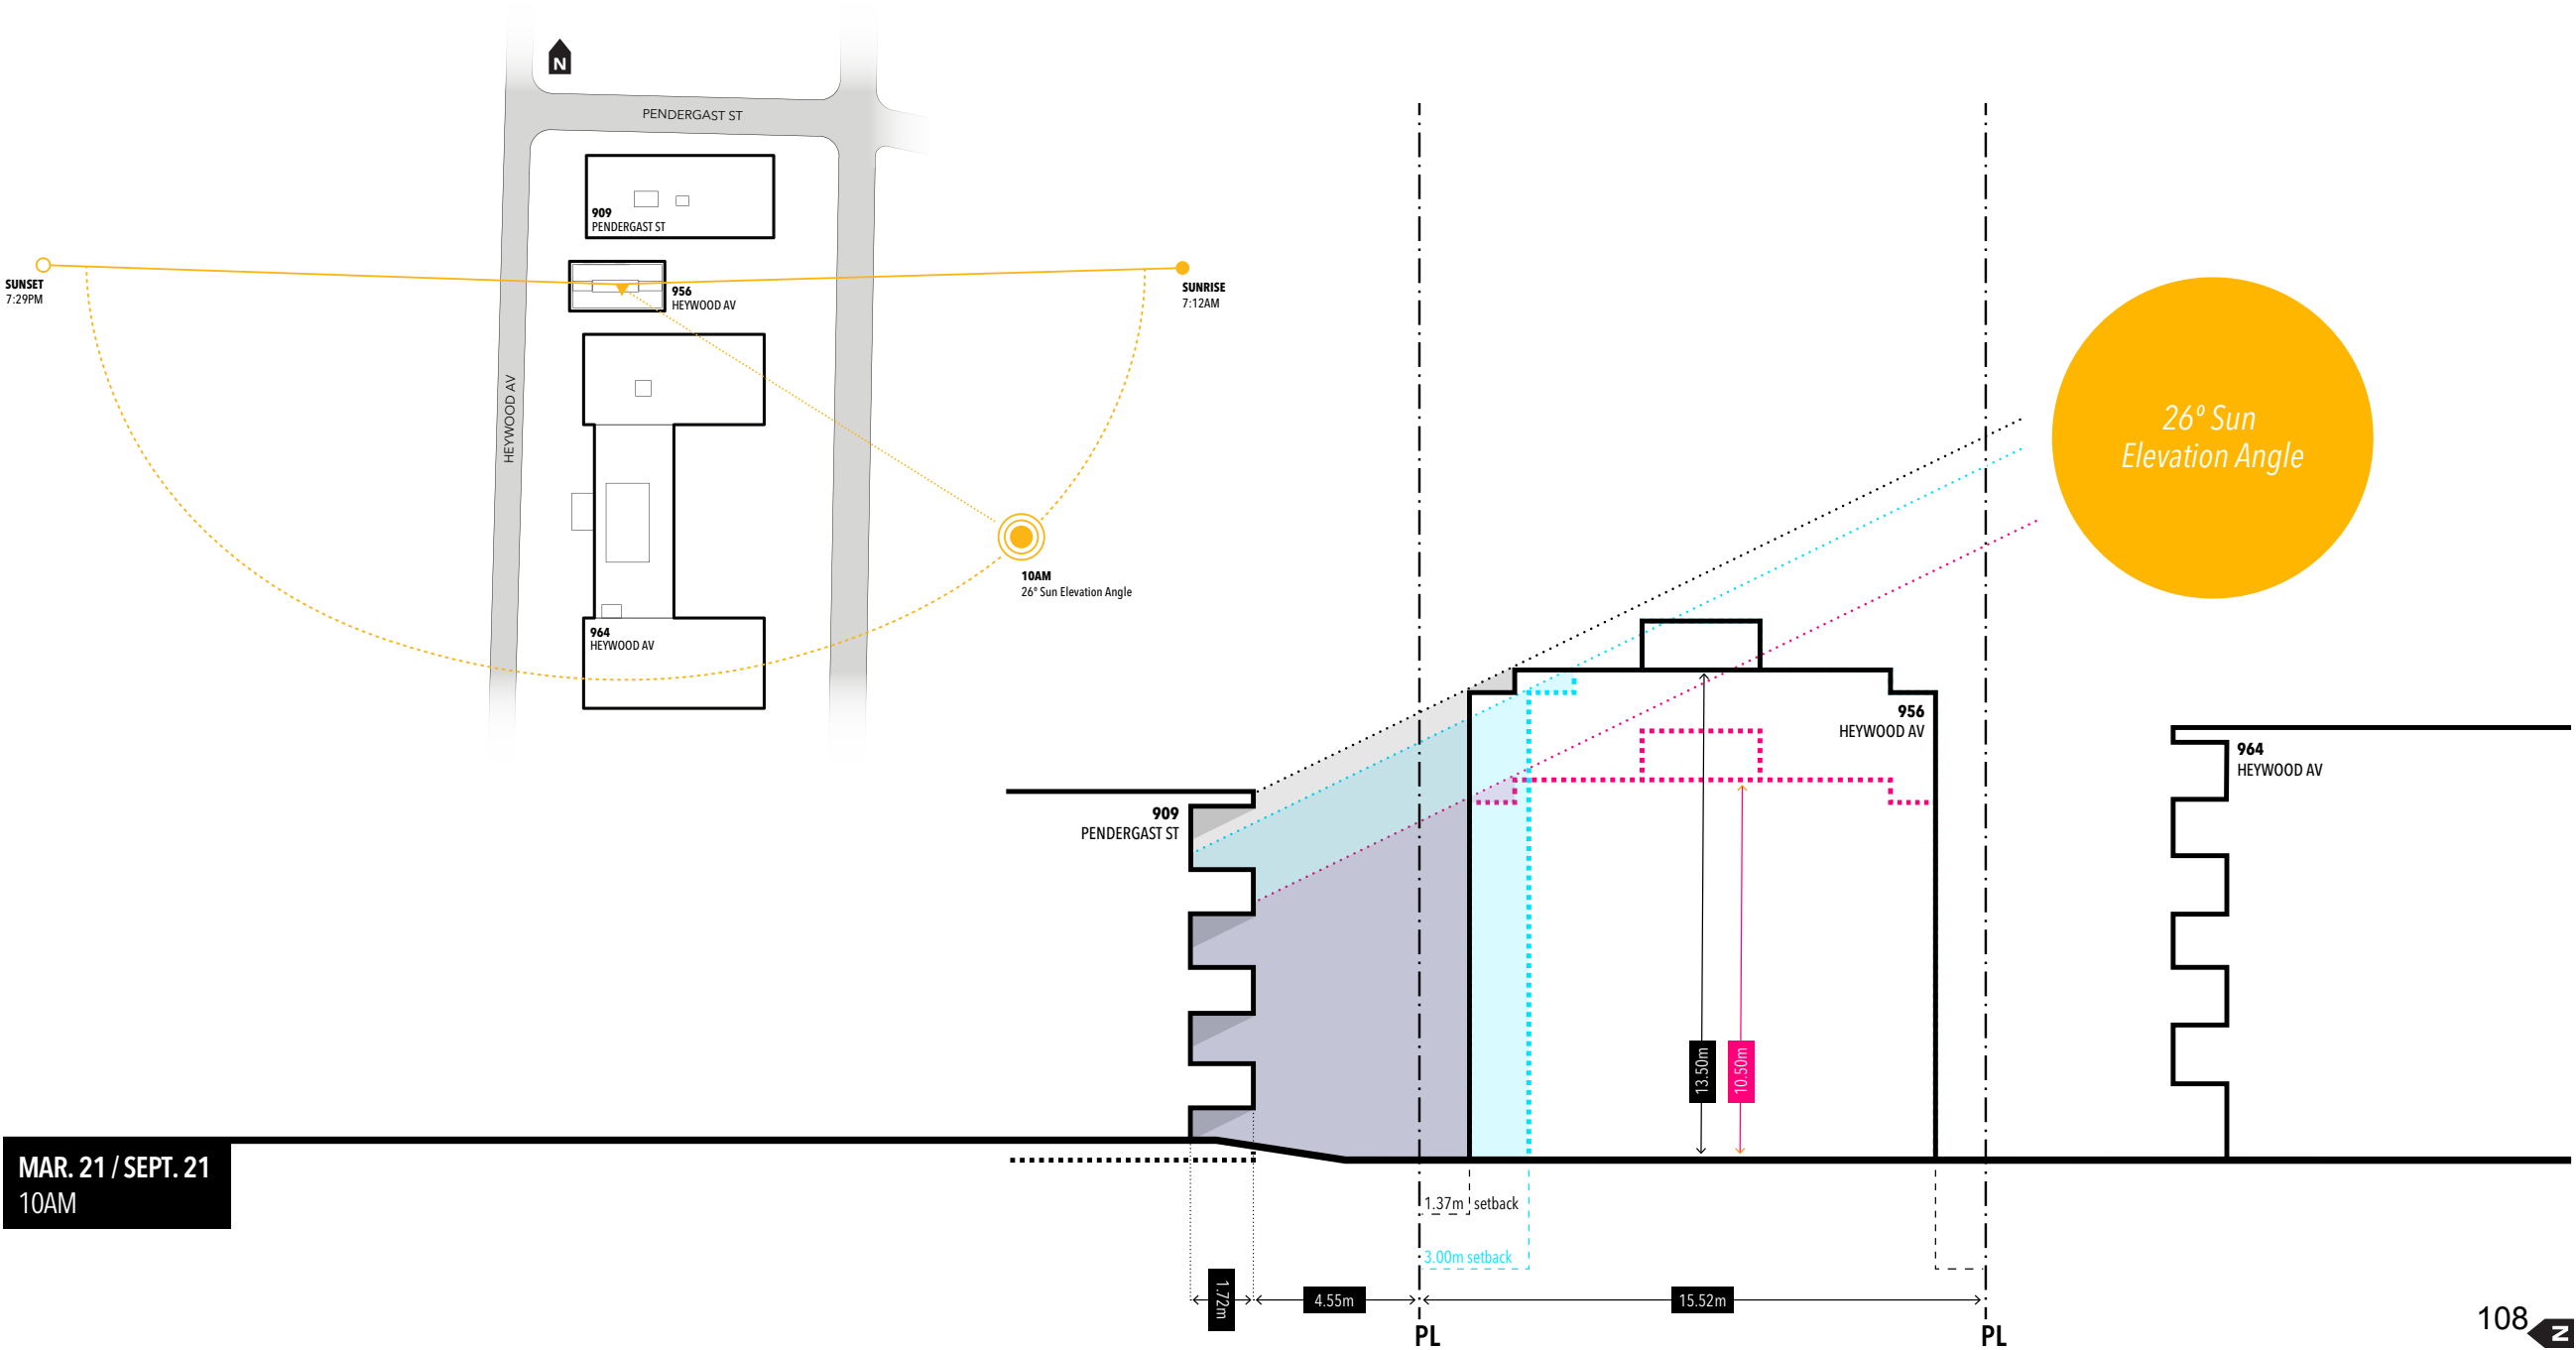 N
PENDERGAST ST
909
PENDERGAST ST
SUNSET
7:29PM
956
HEYWOOD AV
SUNRISE
7:12AM
HEYWOOD AV
10AM
26º Sun Elevation Angle
964
HEYWOOD AV
26º Sun
Elevation Angle
956
HEYWOOD AV
964
HEYWOOD AV
909
PENDERGAST ST
13.50m
10.50m
MAR. 21 / SEPT. 21
10AM
1.37m setback
3.00m setback
1.72m
4.55m
15.52m
PL
PL
108
N